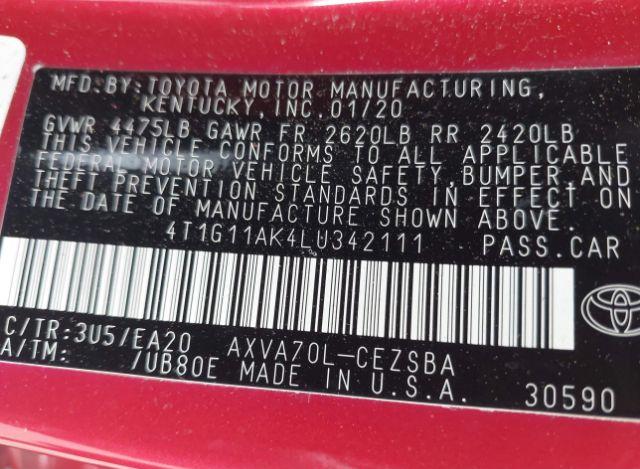 MFD.BY:TOYOTA MOTOR MANUFACTURING,
KENTUCKY,INC.01/20
GVWR 4475LB GAWR FR 2620LB RR 2420LB
THIS VEHICLE CONFORMS TO ALL APPLICABLE
FEDERAL MOTOR VEHICLE SAFETY,BUMPER,AND
THEFT PREVENTION STANDARDS IN EFFECT ON
THE DATE OF MANUFACTURE SHOWN ABOVE.
4T1G11AK4LU342111 PASS.CAR
C/TR:3U5/EA20 AXVA70L-CEZSBA
A/TM: /UB80E MADE IN U.S.A. 30590